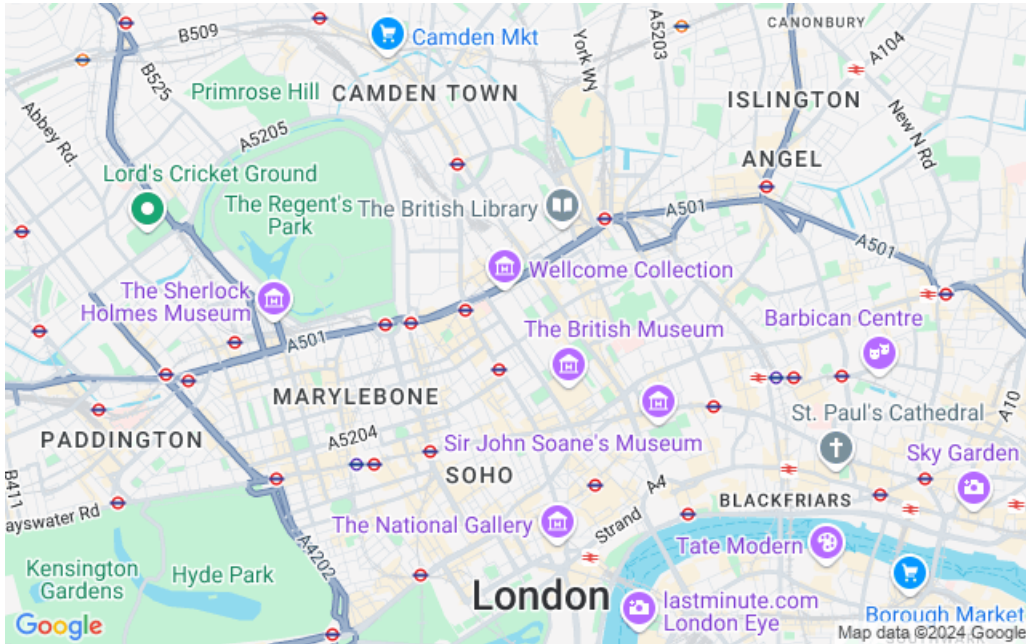 B509
Camden Mkt
York WN
A5203
CANONBURY
A104
B525
Primrose Hill
CAMDEN TOWN
ISLINGTON
New N Rd
Abbey Rd.
A5205
ANGEL
Lord's Cricket Ground
The Regent's
Park
The British Library
A501
A501
Wellcome Collection
The Sherlock
Holmes Museum
A501
The British Museum
Barbican Centre
MARYLEBONE
A10
PADDINGTON
A5204
Sir John Soane's Museum
St. Paul's Cathedral
Sky Garden
B411
SOHO
A4
BLACKFRIARS
ayswater Rd
The National Gallery
Strand
A4202
Tate Modern
Kensington
Gardens
Hyde Park
London
lastminute.com
London Eye
Borough Market
Google
Map data ©2024 Google